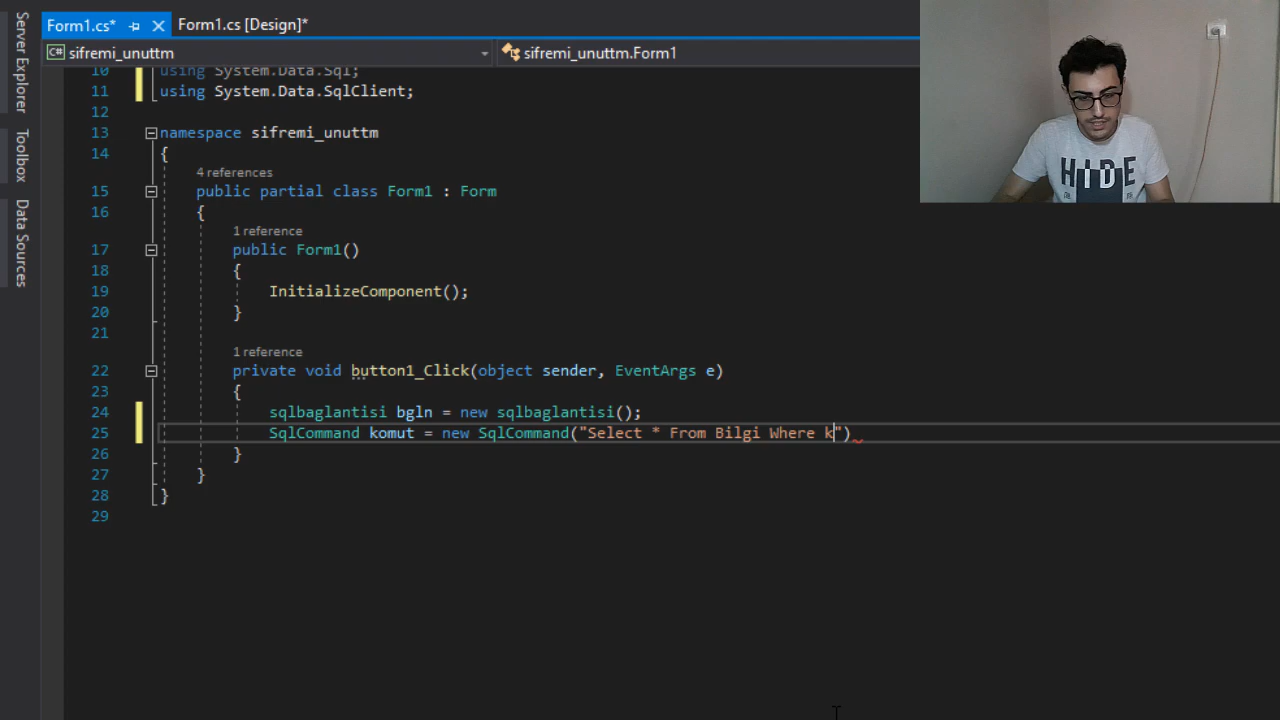 Server Explorer
Toolbox
Data Sources
Form1.cs*
Form1.cs [Design]*
C# sifremi_unuttm
sifremi_unuttm.Form1
10 using System.Data.Sql;
11 using System.Data.SqlClient;
12
13 namespace sifremi_unuttm
14 {
4 references
15 public partial class Form1 : Form
16 {
1 reference
17 public Form1()
18 {
19 InitializeComponent();
20 }
21
1 reference
22 private void button1_Click(object sender, EventArgs e)
23 {
24 sqlbaglantisi bgln = new sqlbaglantisi();
25 SqlCommand komut = new SqlCommand("Select * From Bilgi Where k")
26 }
27 }
28 }
29
HIDE